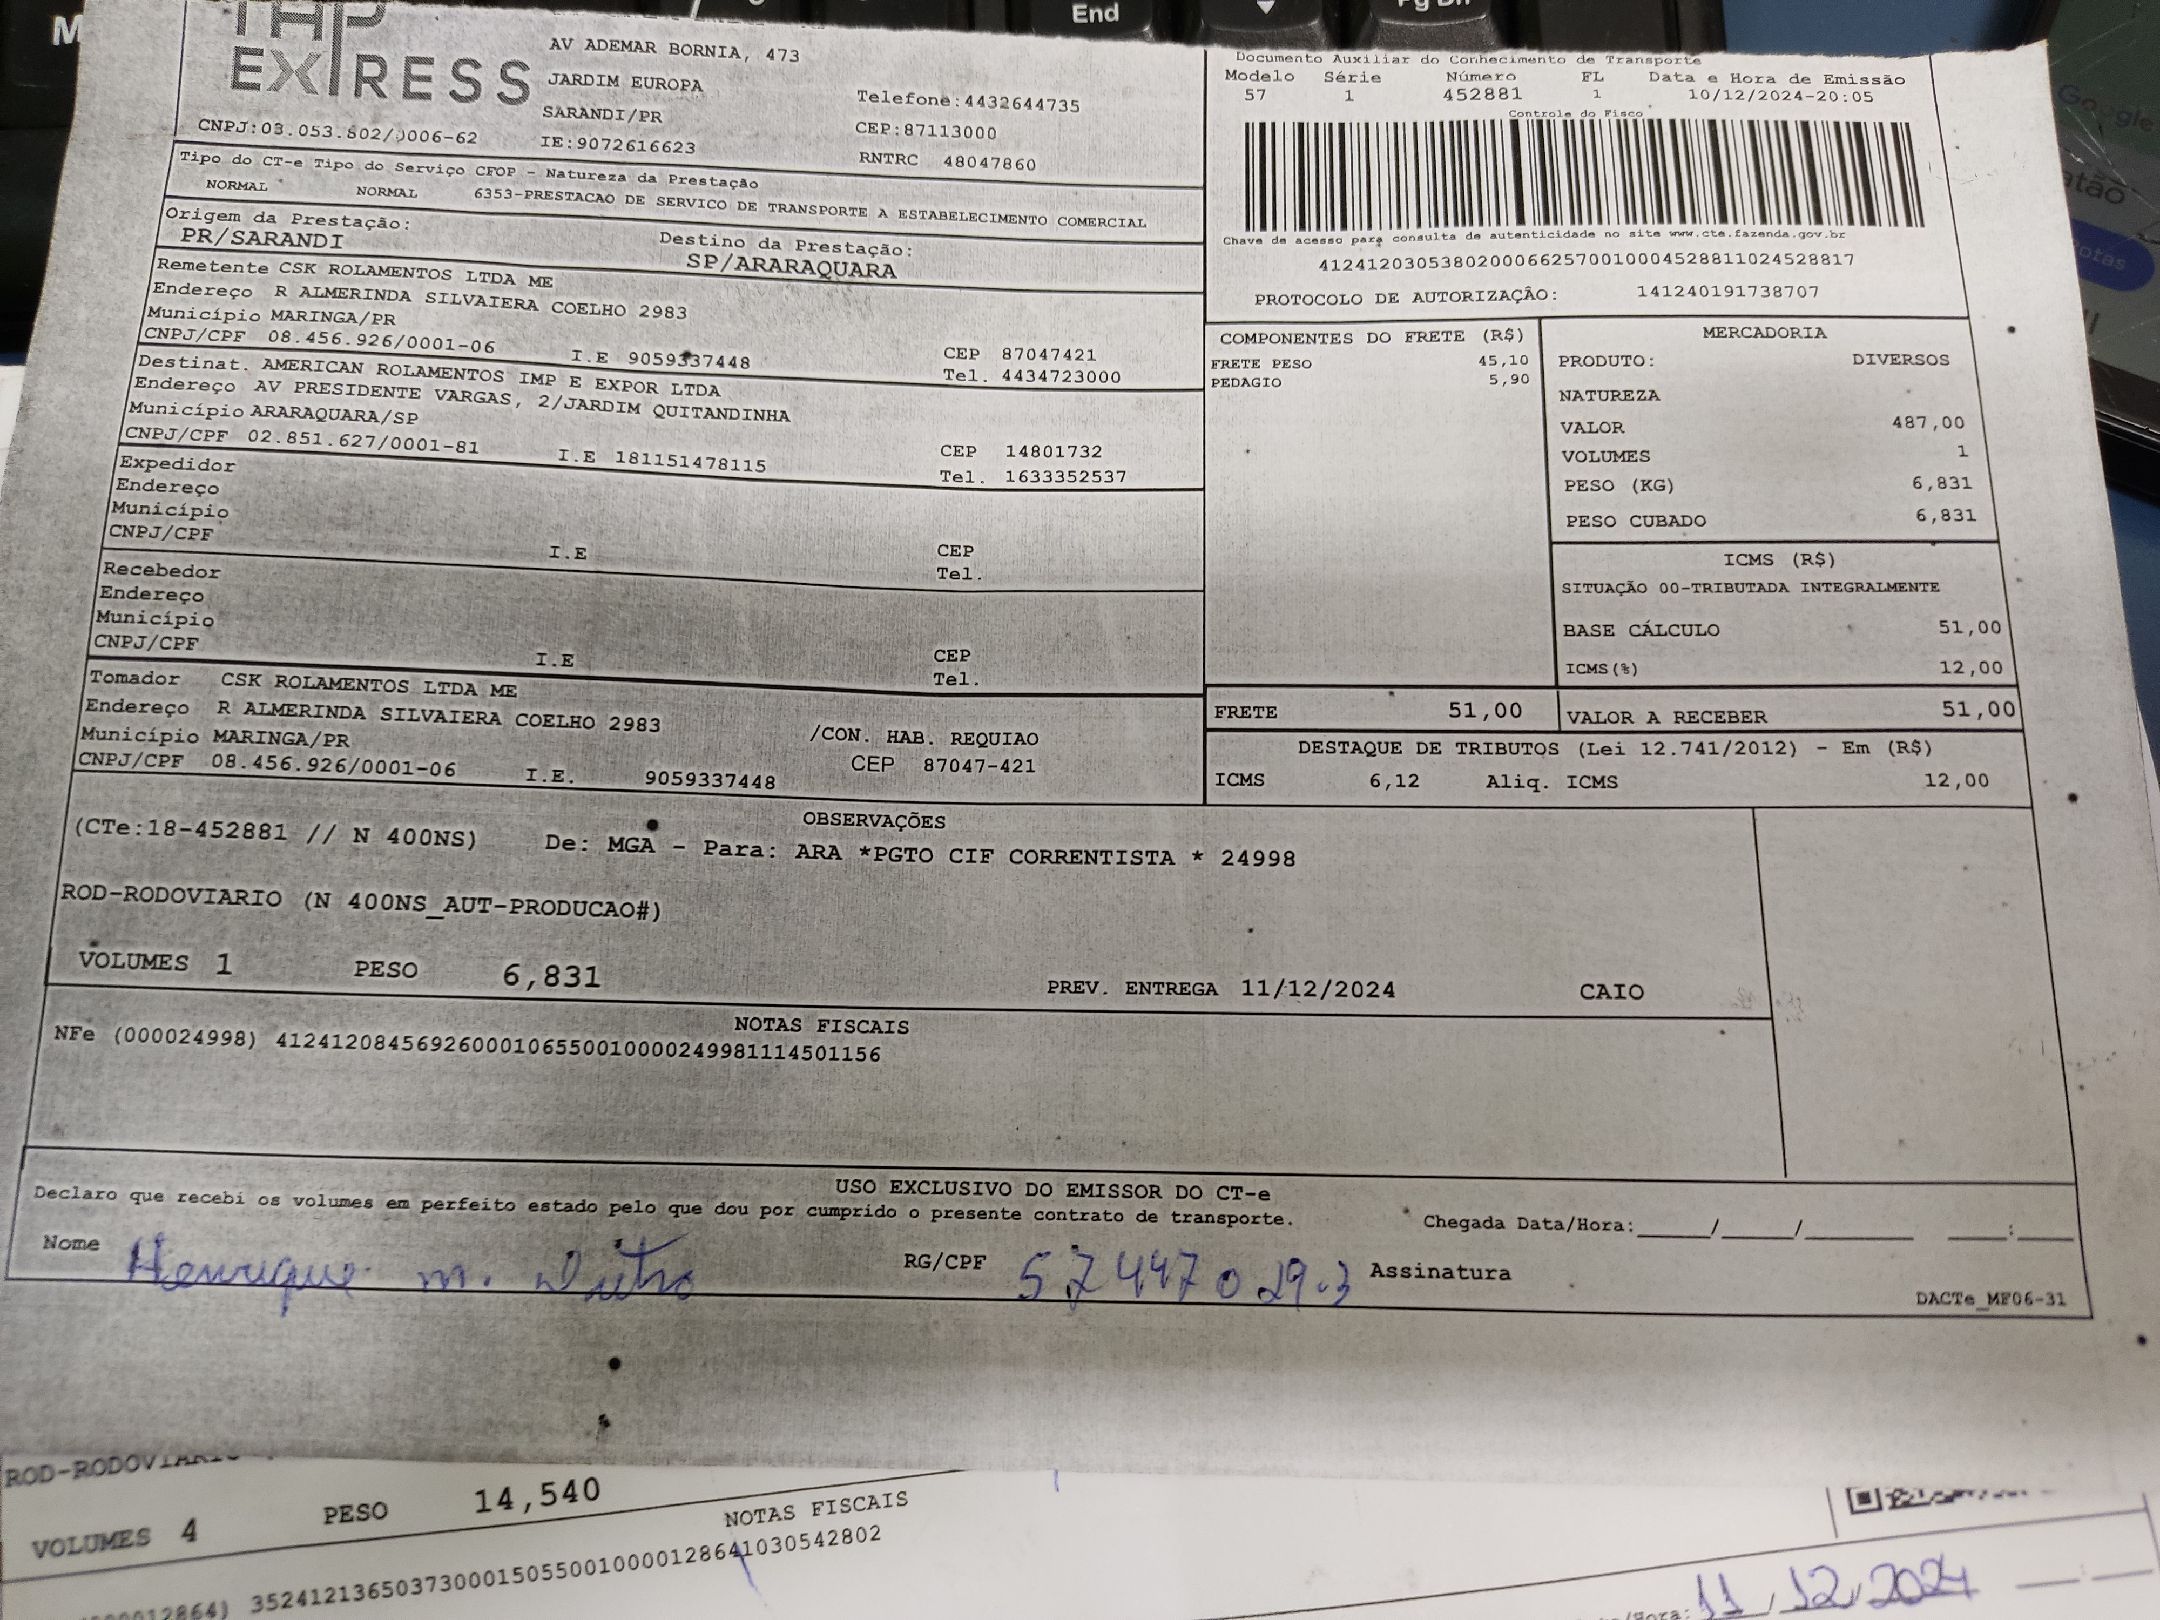 End
TAP
EXPRESS
AV ADEMAR BORNIA, 473
JARDIM EUROPA
SARANDI/PR
Telefone:4432644735
CEP:87113000
CNPJ:03.053.802/0006-62 IE:9072616623
RNTRC 48047860
Tipo do CT-e Tipo do Serviço CFOP - Natureza da Prestação
NORMAL NORMAL 6353-PRESTACAO DE SERVICO DE TRANSPORTE A ESTABELECIMENTO COMERCIAL
Origem da Prestação: Destino da Prestação:
PR/SARANDI SP/ARARAQUARA
Remetente CSK ROLAMENTOS LTDA ME
Endereço R ALMERINDA SILVAIERA COELHO 2983
Município MARINGA/PR CEP 87047421
CNPJ/CPF 08.456.926/0001-06 I.E 9059337448 Tel. 4434723000
Destinat. AMERICAN ROLAMENTOS IMP E EXPOR LTDA
Endereço AV PRESIDENTE VARGAS, 2/JARDIM QUITANDINHA
Município ARARAQUARA/SP CEP 14801732
CNPJ/CPF 02.851.627/0001-81 I.E 181151478115 Tel. 1633352537
Expedidor
Endereço
Município CEP
CNPJ/CPF I.E Tel.
Recebedor
Endereço
Município CEP
CNPJ/CPF I.E Tel.
Tomador CSK ROLAMENTOS LTDA ME
Endereço R ALMERINDA SILVAIERA COELHO 2983 /CON. HAB. REQUIAO
Município MARINGA/PR CEP 87047-421
CNPJ/CPF 08.456.926/0001-06 I.E. 9059337448
Documento Auxiliar do Conhecimento de Transporte
Modelo Série Número FL Data e Hora de Emissão
57 1 452881 1 10/12/2024-20:05
Controle do Fisco
Chave de acesso para consulta de autenticidade no site www.cte.fazenda.gov.br
41241203053802000662570010004528811024528817
PROTOCOLO DE AUTORIZAÇÃO: 141240191738707
COMPONENTES DO FRETE (R$)
FRETE PESO 45,10
PEDAGIO 5,90
MERCADORIA
PRODUTO: DIVERSOS
NATUREZA
VALOR 487,00
VOLUMES 1
PESO (KG) 6,831
PESO CUBADO 6,831
ICMS (R$)
SITUAÇÃO 00-TRIBUTADA INTEGRALMENTE
BASE CÁLCULO 51,00
ICMS(%) 12,00
FRETE 51,00 VALOR A RECEBER 51,00
DESTAQUE DE TRIBUTOS (Lei 12.741/2012) - Em (R$)
ICMS 6,12 Aliq. ICMS 12,00
OBSERVAÇÕES
(CTe:18-452881 // N 400NS) De: MGA - Para: ARA *PGTO CIF CORRENTISTA * 24998
ROD-RODOVIARIO (N 400NS_AUT-PRODUCAO#)
VOLUMES 1 PESO 6,831 PREV. ENTREGA 11/12/2024 CAIO
NOTAS FISCAIS
NFe (000024998) 41241208456926000106550010000249981114501156
USO EXCLUSIVO DO EMISSOR DO CT-e
Declaro que recebi os volumes em perfeito estado pelo que dou por cumprido o presente contrato de transporte. Chegada Data/Hora:____/____/______ ___:___
Nome Henrique m. Dutra RG/CPF 57447029.3 Assinatura
DACTe_MF06-31
ROD-RODOVIARIO
VOLUMES 4 PESO 14,540
NOTAS FISCAIS
35241213650373000150550010000128641030542802
11/12/2024
Google